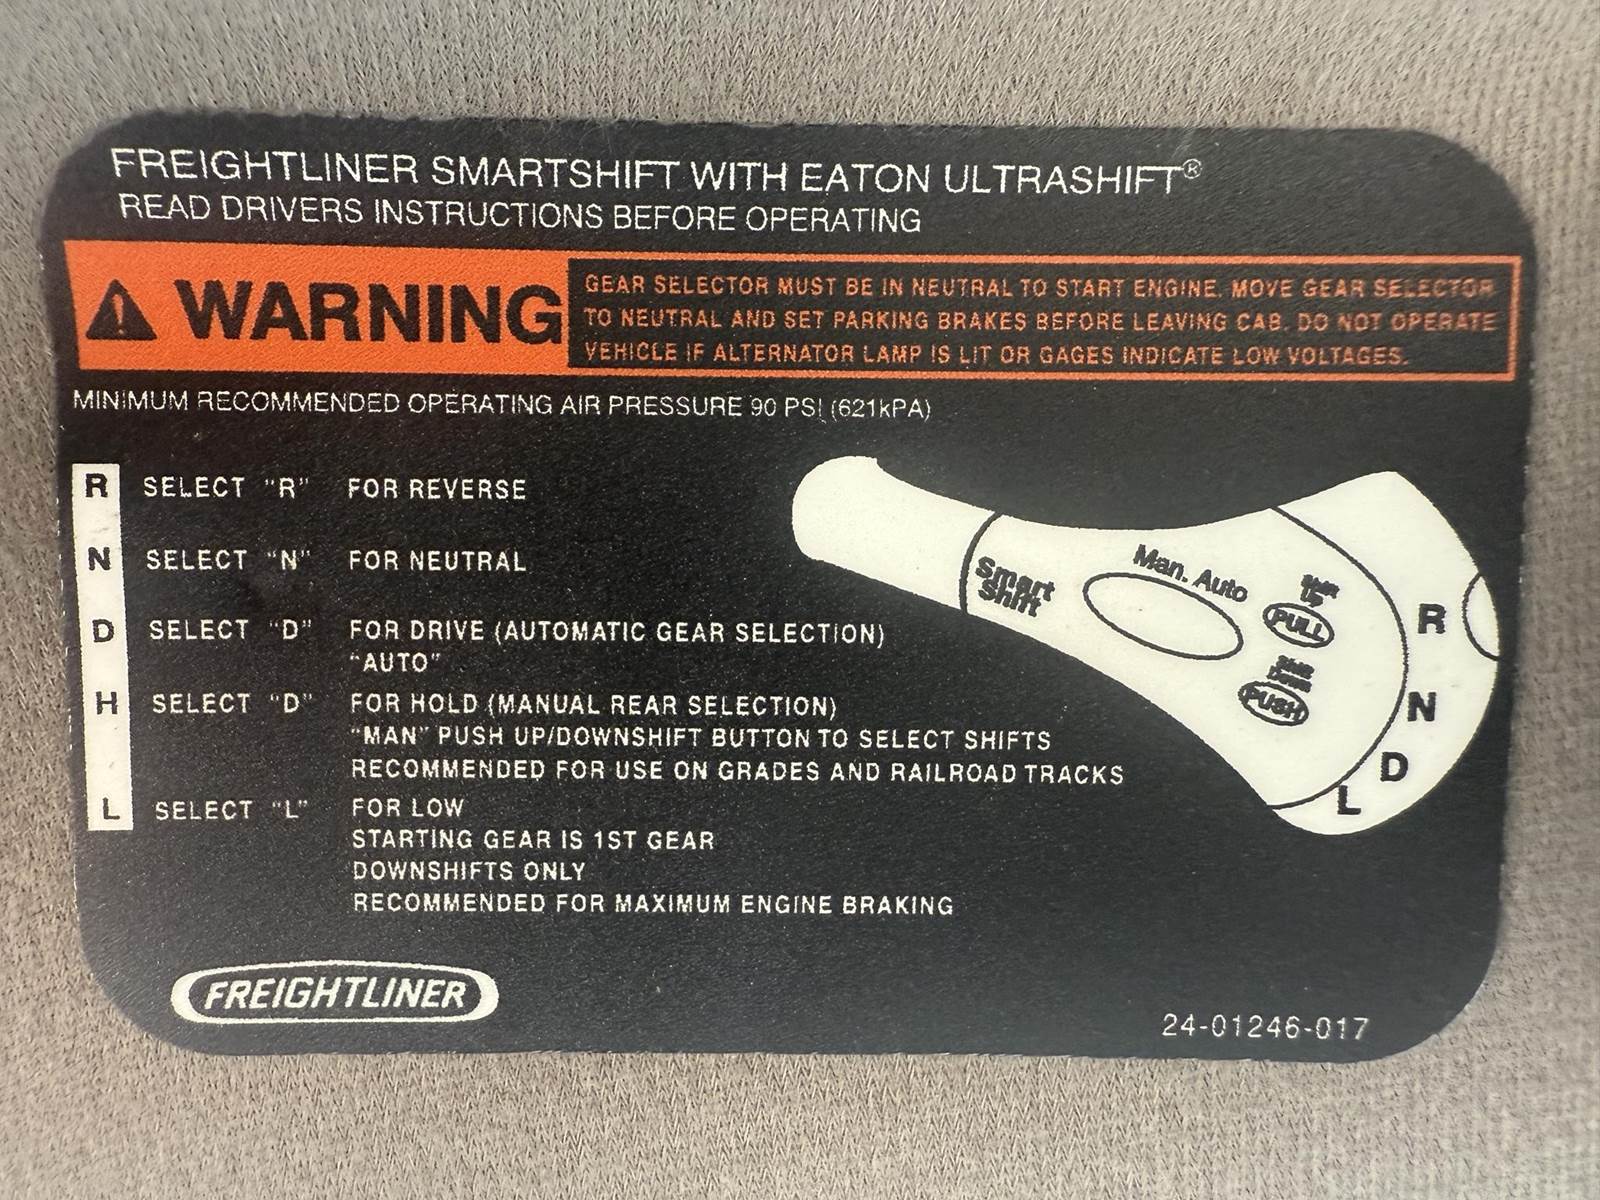 FREIGHTLINER SMARTSHIFT WITH EATON ULTRASHIFT®
READ DRIVERS INSTRUCTIONS BEFORE OPERATING
WARNING
GEAR SELECTOR MUST BE IN NEUTRAL TO START ENGINE. MOVE GEAR SELECTOR
TO NEUTRAL AND SET PARKING BRAKES BEFORE LEAVING CAB. DO NOT OPERATE
VEHICLE IF ALTERNATOR LAMP IS LIT OR GAGES INDICATE LOW VOLTAGES.
MINIMUM RECOMMENDED OPERATING AIR PRESSURE 90 PSI (621kPA)
R SELECT "R" FOR REVERSE
N SELECT "N" FOR NEUTRAL
D SELECT "D" FOR DRIVE (AUTOMATIC GEAR SELECTION)
"AUTO"
H SELECT "D" FOR HOLD (MANUAL REAR SELECTION)
"MAN" PUSH UP/DOWNSHIFT BUTTON TO SELECT SHIFTS
RECOMMENDED FOR USE ON GRADES AND RAILROAD TRACKS
L SELECT "L" FOR LOW
STARTING GEAR IS 1ST GEAR
DOWNSHIFTS ONLY
RECOMMENDED FOR MAXIMUM ENGINE BRAKING
Smart
Shift
Man. Auto
Shift
Up
PULL
Shift
Down
PUSH
R
N
D
L
FREIGHTLINER
24-01246-017